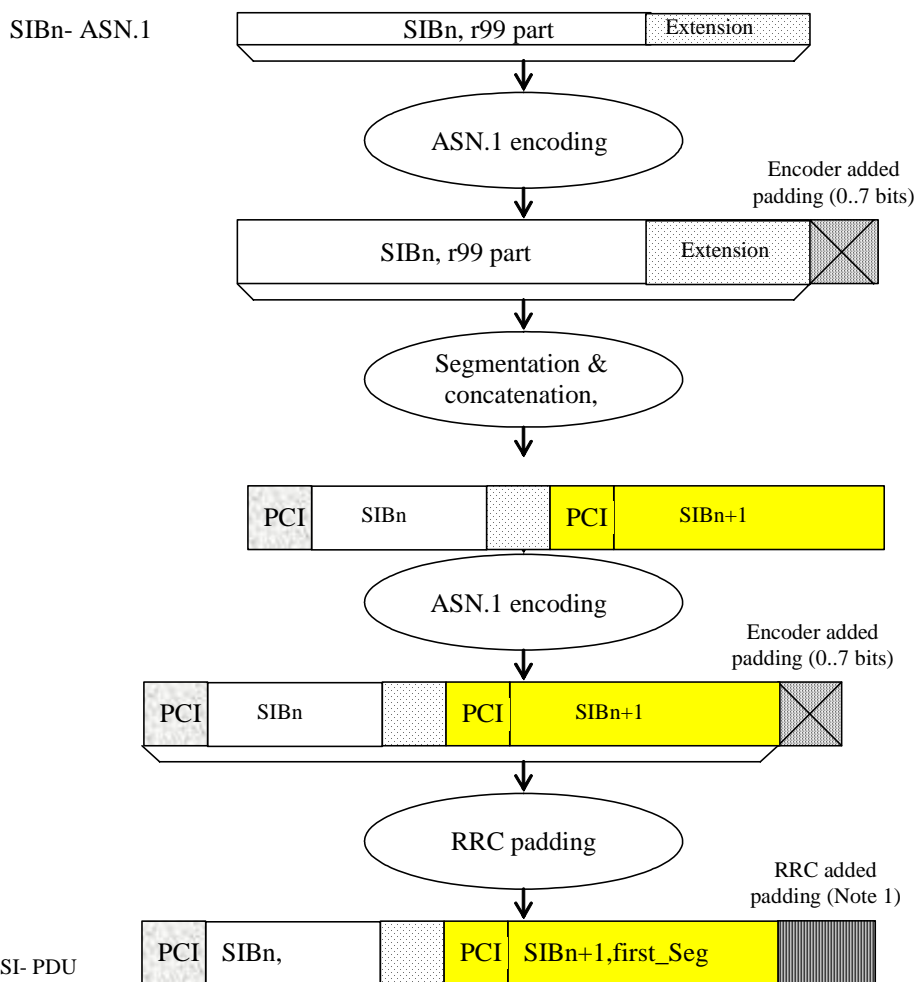 SIBn- ASN.1
SIBn, r99 part
Extension
ASN.1 encoding
Encoder added
padding (0..7 bits)
SIBn, r99 part
Extension
Segmentation &
concatenation,
PCI
SIBn
PCI
SIBn+1
ASN.1 encoding
Encoder added
padding (0..7 bits)
PCI
SIBn
PCI
SIBn+1
RRC padding
RRC added
padding (Note 1)
SI- PDU
PCI
SIBn,
PCI
SIBn+1,first_Seg